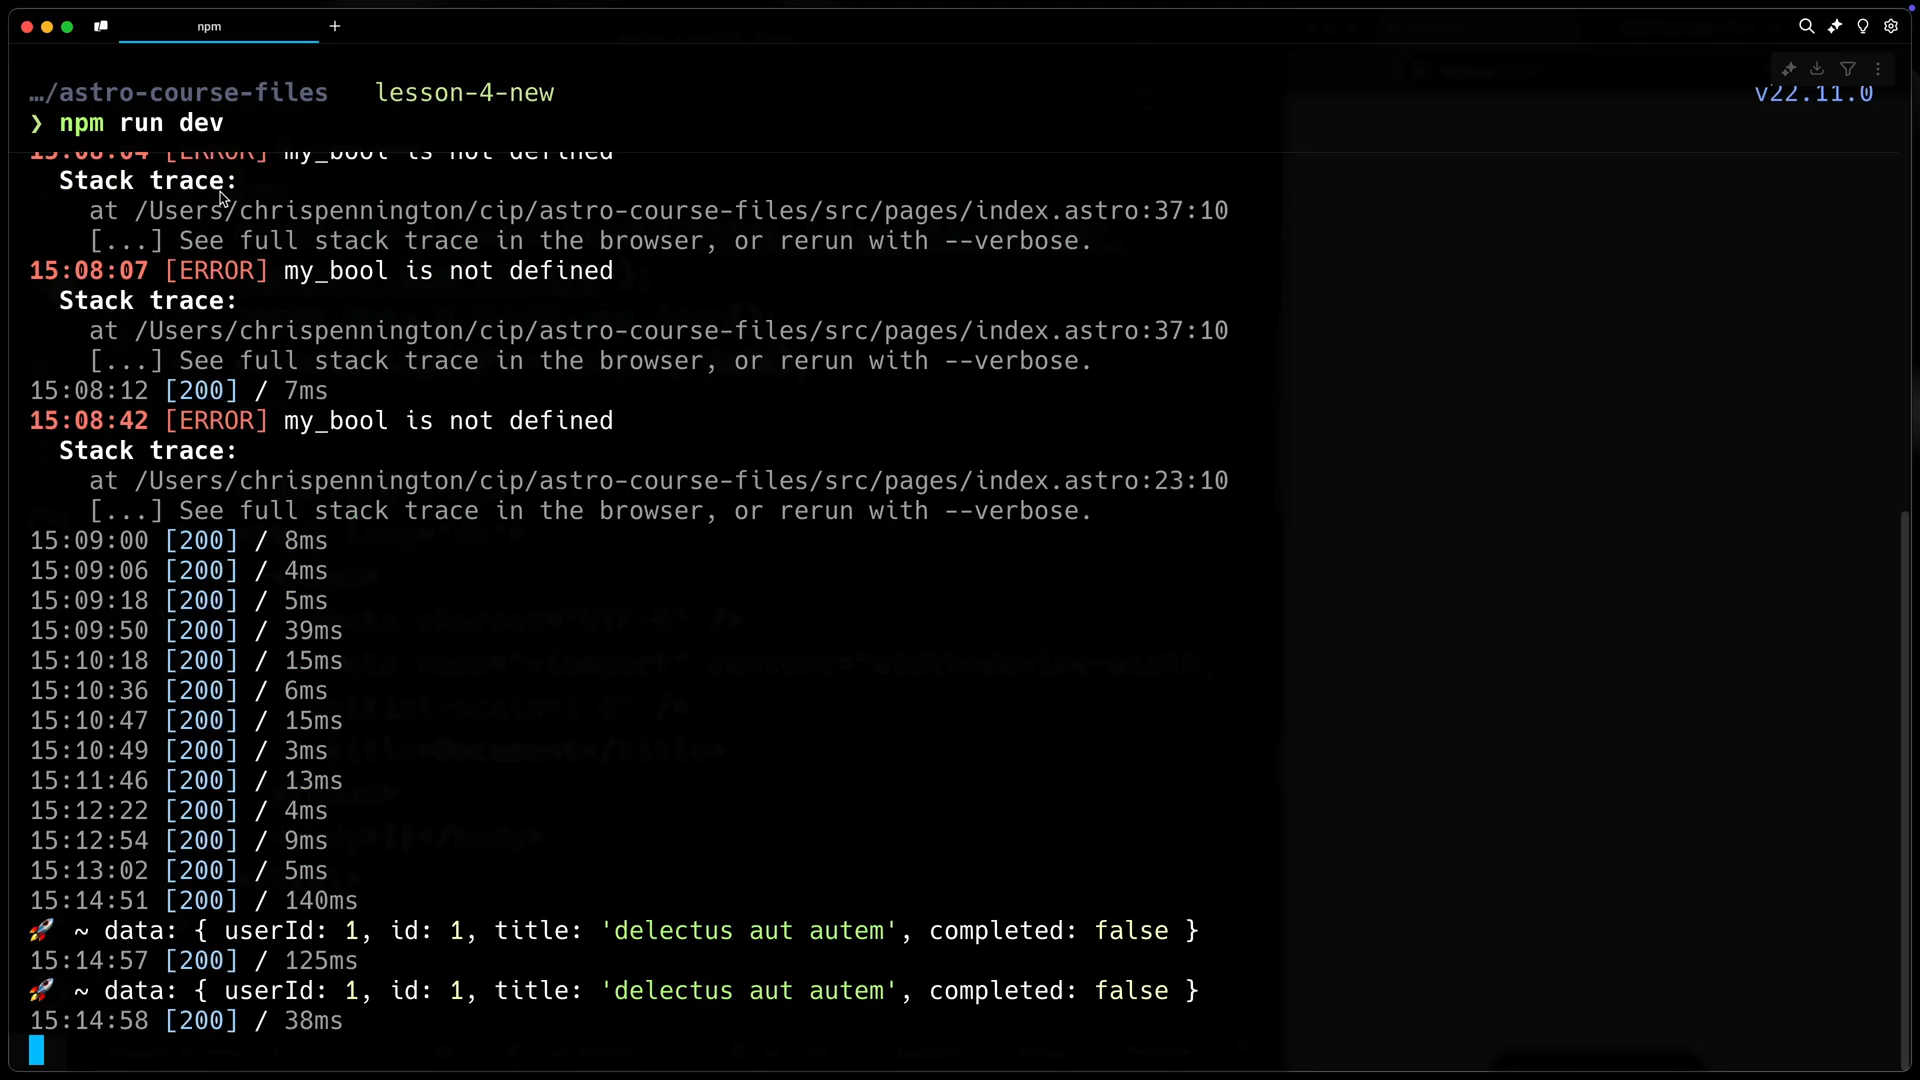 npm
…/astro-course-files lesson-4-new v22.11.0
❯ npm run dev
15:08:04 [ERROR] my_bool is not defined
Stack trace:
at /Users/chrispennington/cip/astro-course-files/src/pages/index.astro:37:10
[...] See full stack trace in the browser, or rerun with --verbose.
15:08:07 [ERROR] my_bool is not defined
Stack trace:
at /Users/chrispennington/cip/astro-course-files/src/pages/index.astro:37:10
[...] See full stack trace in the browser, or rerun with --verbose.
15:08:12 [200] / 7ms
15:08:42 [ERROR] my_bool is not defined
Stack trace:
at /Users/chrispennington/cip/astro-course-files/src/pages/index.astro:23:10
[...] See full stack trace in the browser, or rerun with --verbose.
15:09:00 [200] / 8ms
15:09:06 [200] / 4ms
15:09:18 [200] / 5ms
15:09:50 [200] / 39ms
15:10:18 [200] / 15ms
15:10:36 [200] / 6ms
15:10:47 [200] / 15ms
15:10:49 [200] / 3ms
15:11:46 [200] / 13ms
15:12:22 [200] / 4ms
15:12:54 [200] / 9ms
15:13:02 [200] / 5ms
15:14:51 [200] / 140ms
🚀 ~ data: { userId: 1, id: 1, title: 'delectus aut autem', completed: false }
15:14:57 [200] / 125ms
🚀 ~ data: { userId: 1, id: 1, title: 'delectus aut autem', completed: false }
15:14:58 [200] / 38ms